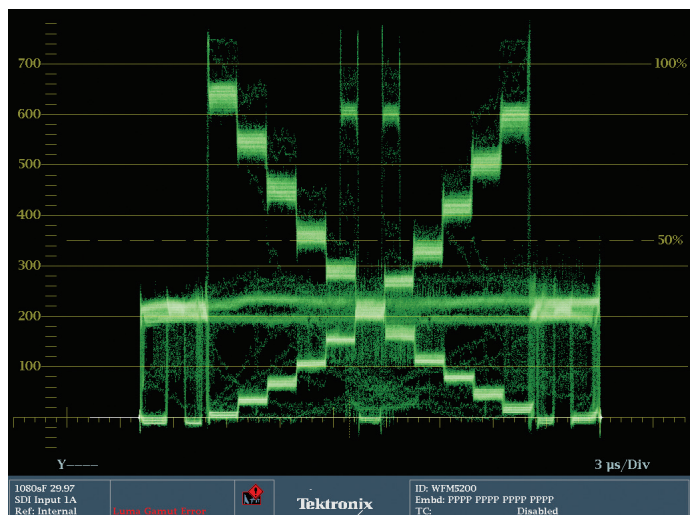 700
100%
600
500
400
50%
300
200
100
Y----
3 µs/Div
1080sF 29.97
SDI Input 1A
Ref: Internal
Luma Gamut Error
Tektronix
ID: WFM5200
Embd: PPPP PPPP PPPP PPPP
TC: Disabled